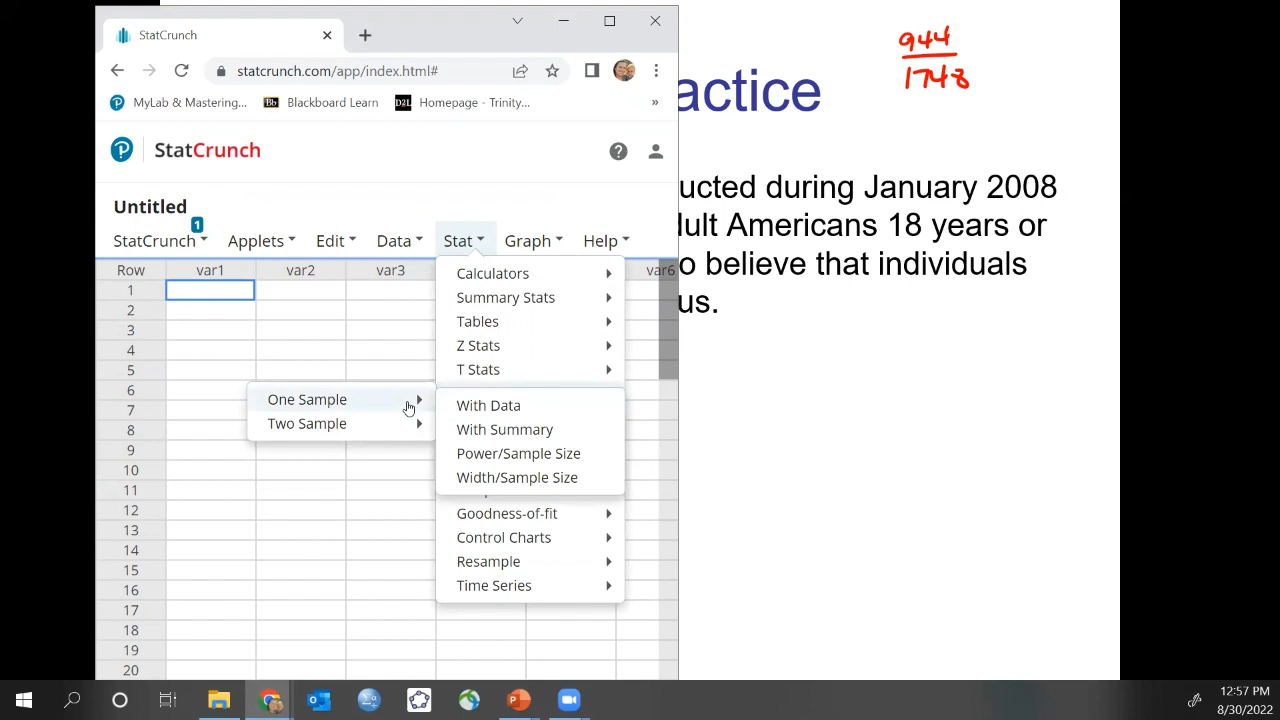 StatCrunch
statcrunch.com/app/index.html#
MyLab & Mastering... Blackboard Learn D2L Homepage - Trinity... »
StatCrunch
Untitled
1
StatCrunch Applets Edit Data Stat Graph Help
Row var1 var2 var3 var6
1
2
3
4
5
6
7
8
9
10
11
12
13
14
15
16
17
18
19
20
Calculators
Summary Stats
Tables
Z Stats
T Stats
One Sample
Two Sample
With Data
With Summary
Power/Sample Size
Width/Sample Size
Goodness-of-fit
Control Charts
Resample
Time Series
944
1748
actice
ucted during January 2008
dult Americans 18 years or
o believe that individuals
us.
12:57 PM
8/30/2022